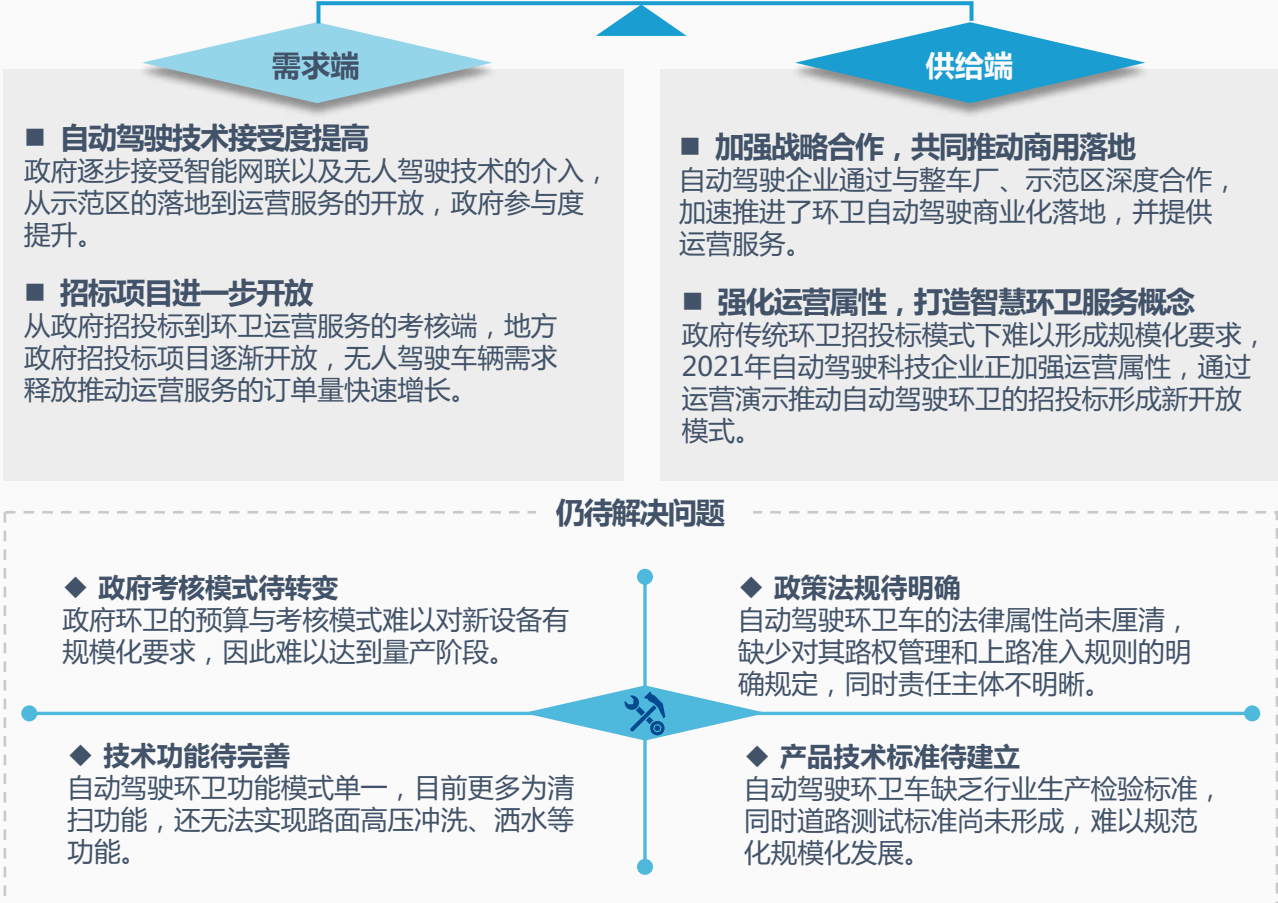 需求端
■ 自动驾驶技术接受度提高
政府逐步接受智能网联以及无人驾驶技术的介入，
从示范区的落地到运营服务的开放，政府参与度
提升。
■ 招标项目进一步开放
从政府招投标到环卫运营服务的考核端，地方
政府招投标项目逐渐开放，无人驾驶车辆需求
释放推动运营服务的订单量快速增长。
供给端
■ 加强战略合作，共同推动商用落地
自动驾驶企业通过与整车厂、示范区深度合作，
加速推进了环卫自动驾驶商业化落地，并提供
运营服务。
■ 强化运营属性，打造智慧环卫服务概念
政府传统环卫招投标模式下难以形成规模化要求，
2021年自动驾驶科技企业正加强运营属性，通过
运营演示推动自动驾驶环卫的招投标形成新开放
模式。
仍待解决问题
◆ 政府考核模式待转变
政府环卫的预算与考核模式难以对新设备有
规模化要求，因此难以达到量产阶段。
◆ 政策法规待明确
自动驾驶环卫车的法律属性尚未厘清，
缺少对其路权管理和上路准入规则的明
确规定，同时责任主体不明晰。
◆ 技术功能待完善
自动驾驶环卫功能模式单一，目前更多为清
扫功能，还无法实现路面高压冲洗、洒水等
功能。
◆ 产品技术标准待建立
自动驾驶环卫车缺乏行业生产检验标准，
同时道路测试标准尚未形成，难以规范
化规模化发展。